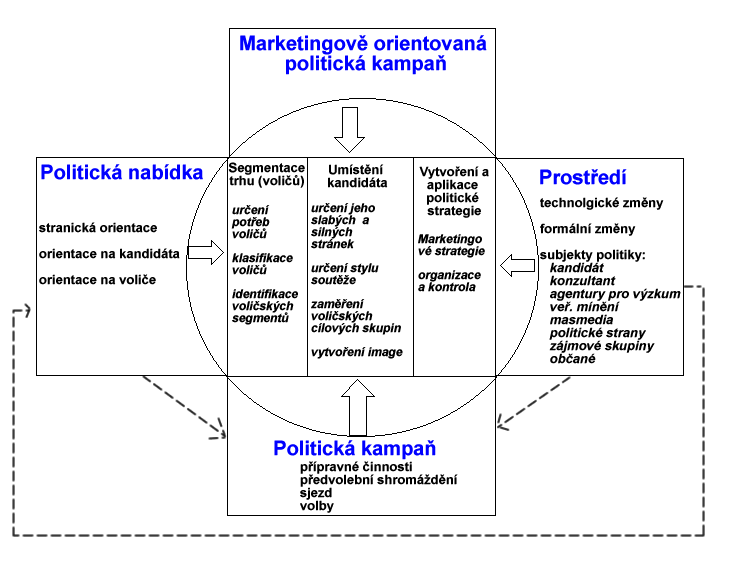 Marketingově orientovaná
politická kampaň
Politická nabídka
stranická orientace
orientace na kandidáta
orientace na voliče
Segmentace
trhu (voličů)
určení
potřeb
voličů
klasifikace
voličů
identifikace
voličských
segmentů
Umístění
kandidáta
určení jeho
slabých a
silných
stránek
určení stylu
soutěže
zaměření
voličských
cílových skupin
vytvoření image
Vytvoření a
aplikace
politické
strategie
Marketingo
vé strategie
organizace
a kontrola
Prostředí
technolgické změny
formální změny
subjekty politiky:
kandidát
konzultant
agentury pro výzkum
veř. mínění
masmedia
politické strany
zájmové skupiny
občané
Politická kampaň
přípravné činnosti
předvolební shromáždění
sjezd
volby